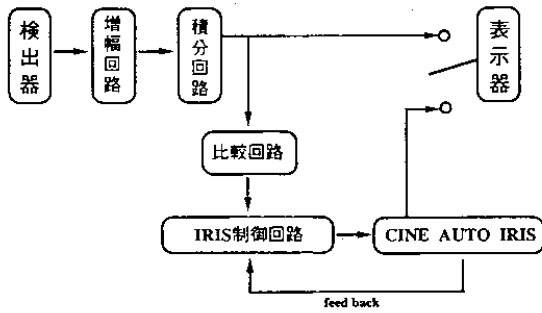 検出器
増幅回路
積分回路
表示器
比較回路
IRIS制御回路
CINE AUTO IRIS
feed back